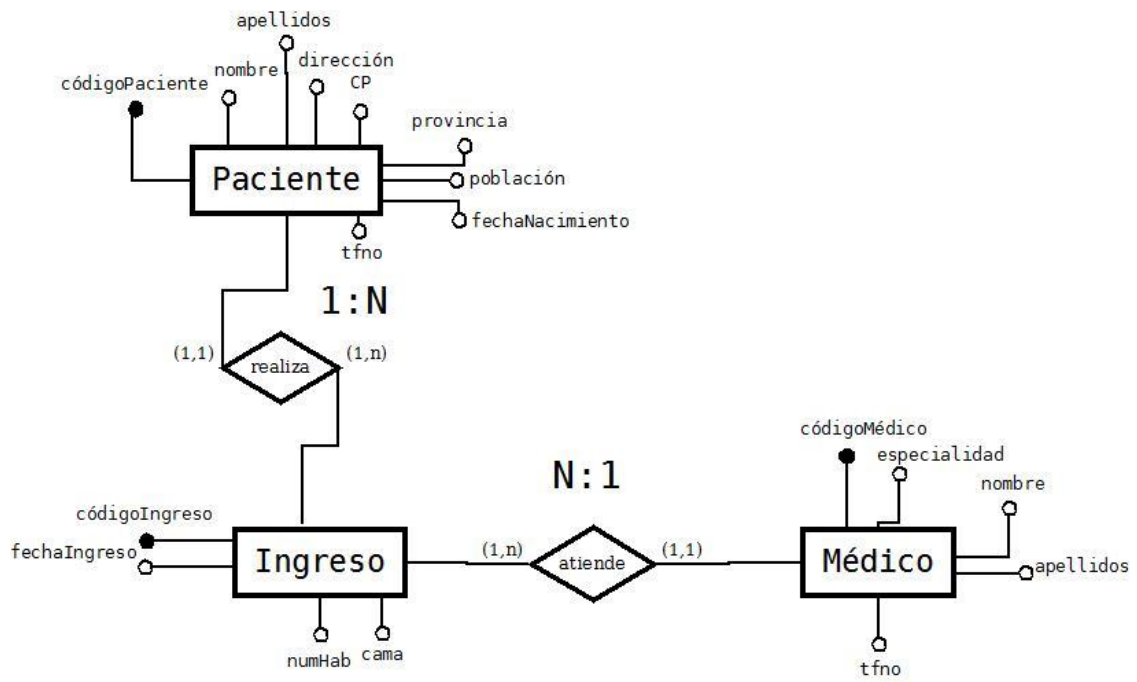 apellidos
nombre
dirección
CP
códigoPaciente
provincia
Paciente
población
fechaNacimiento
tfno
1:N
(1,1)
realiza
(1,n)
códigoMédico
especialidad
nombre
N:1
códigoIngreso
fechaIngreso
Ingreso
(1,n)
atiende
(1,1)
Médico
apellidos
numHab
cama
tfno